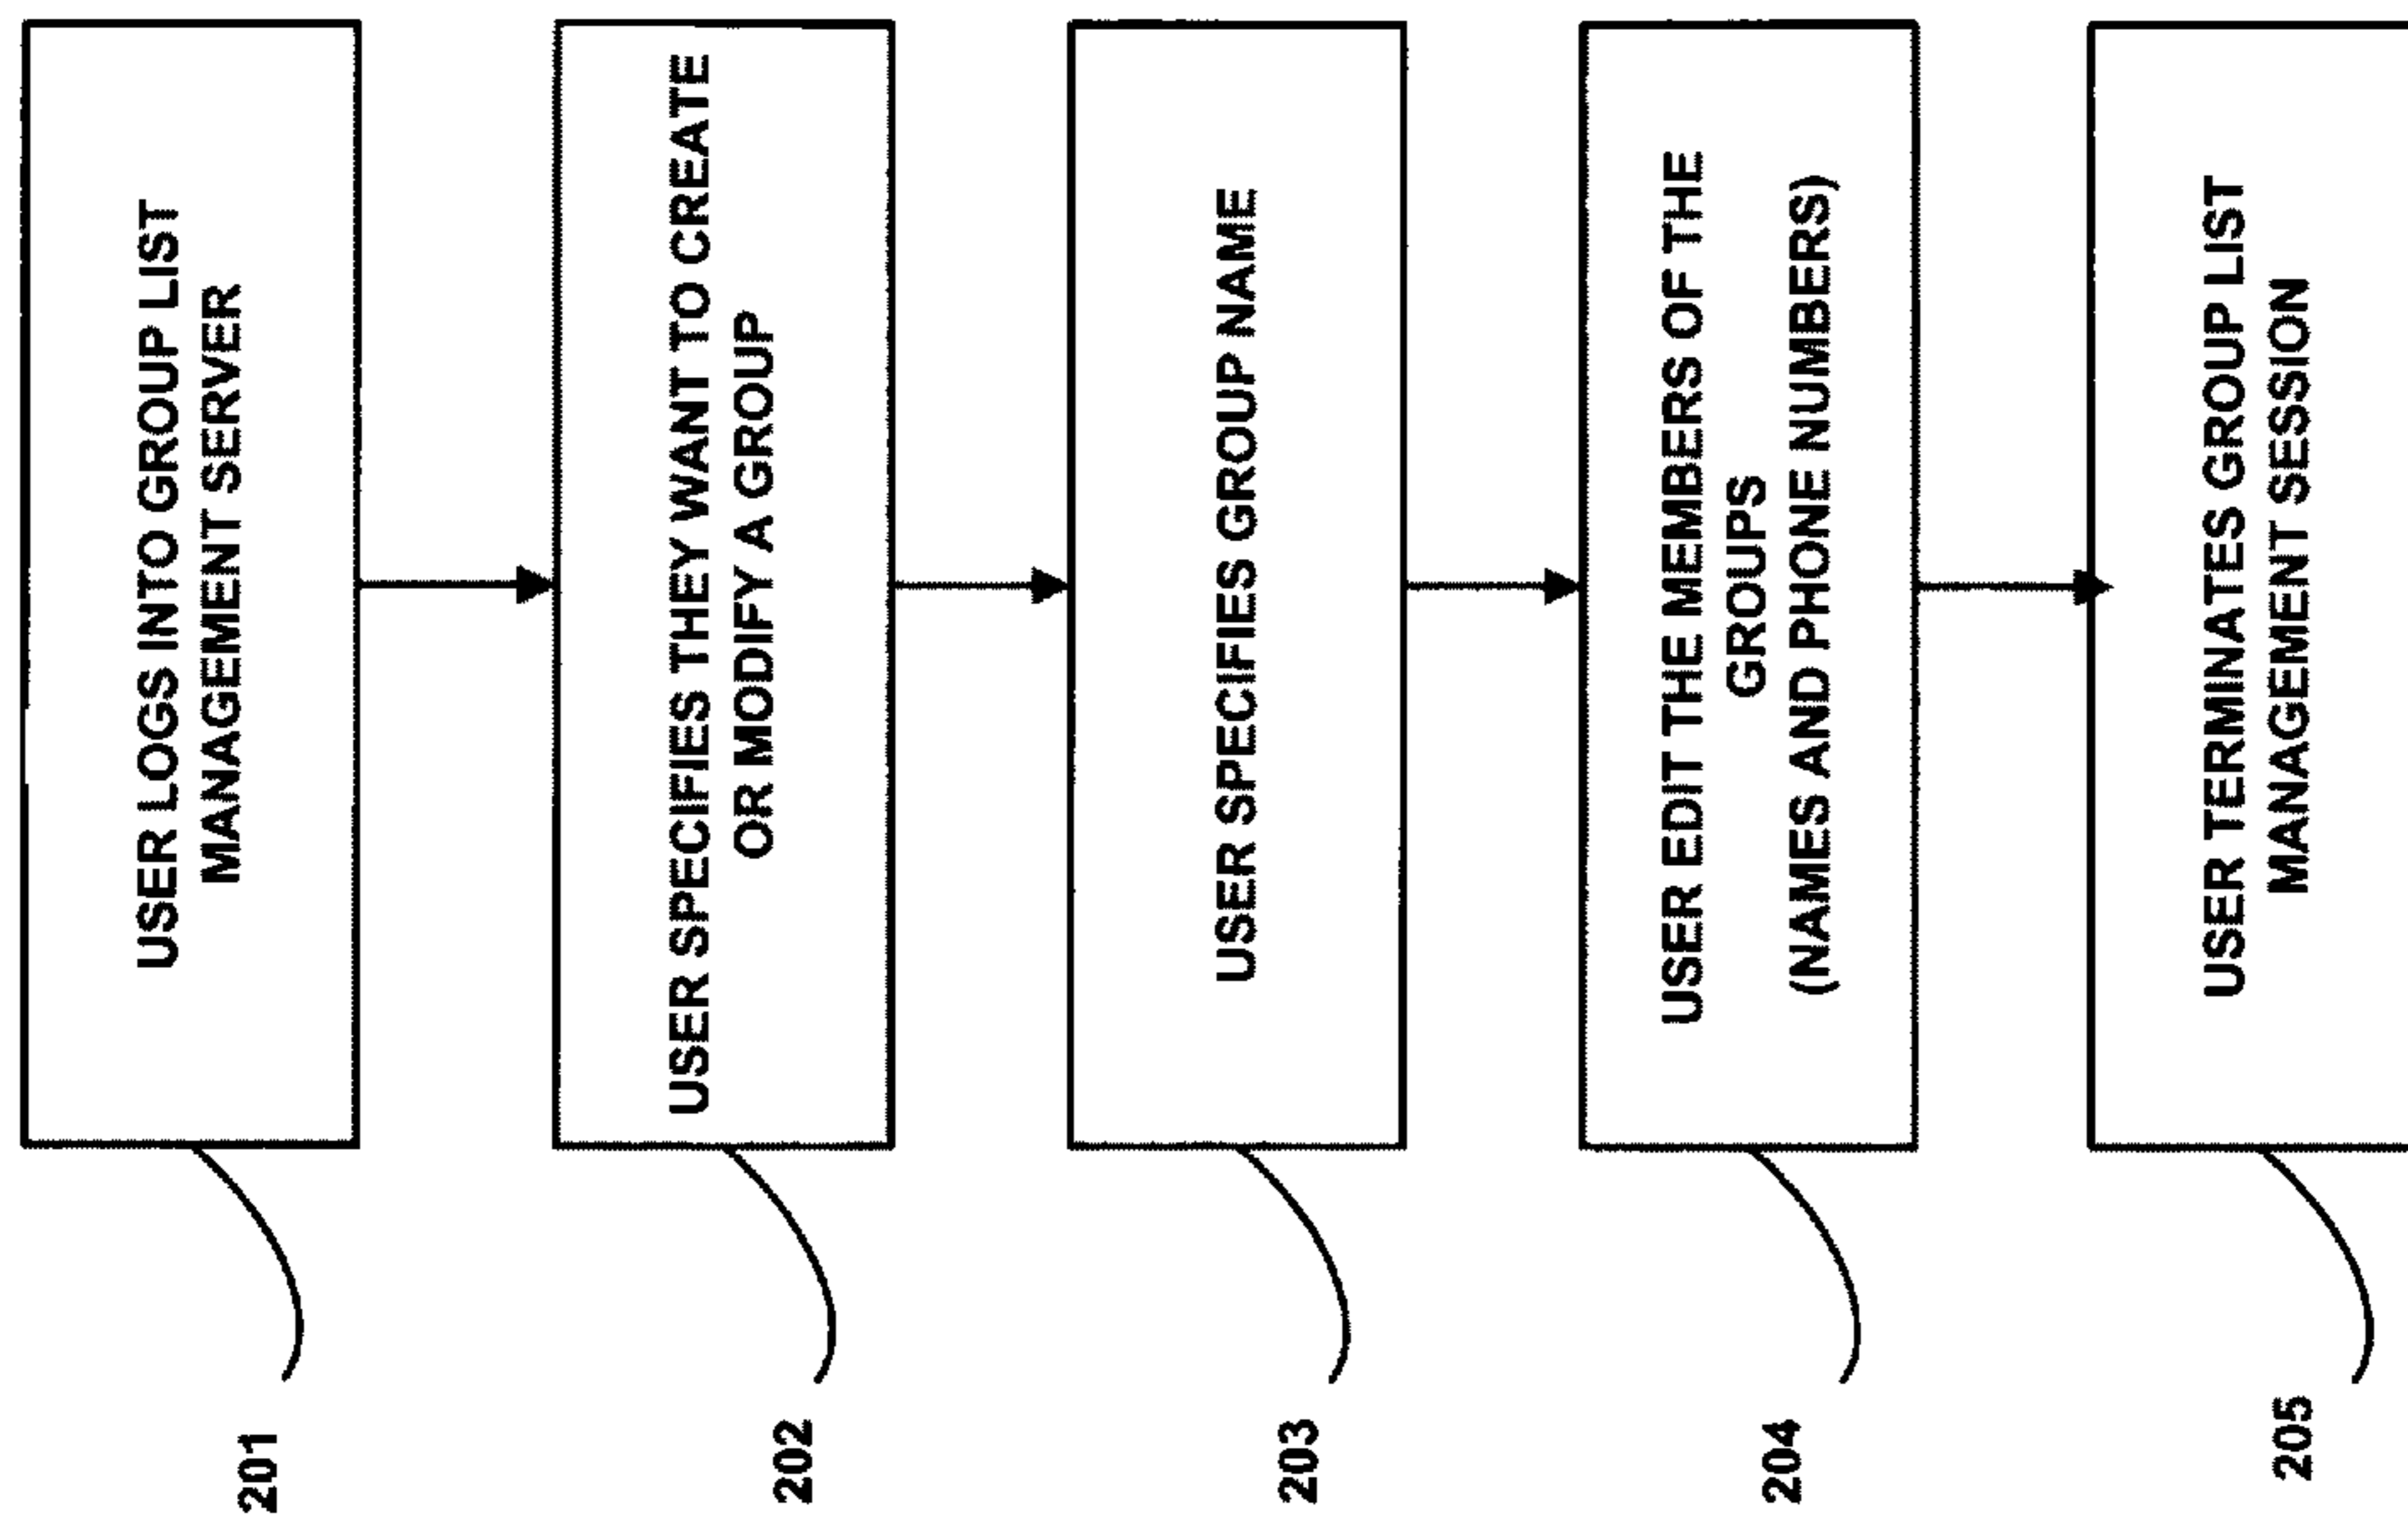 201
USER LOGS INTO GROUP LIST
MANAGEMENT SERVER
202
USER SPECIFIES THEY WANT TO CREATE
OR MODIFY A GROUP
203
USER SPECIFIES GROUP NAME
204
USER EDIT THE MEMBERS OF THE
GROUPS
(NAMES AND PHONE NUMBERS)
205
USER TERMINATES GROUP LIST
MANAGEMENT SESSION